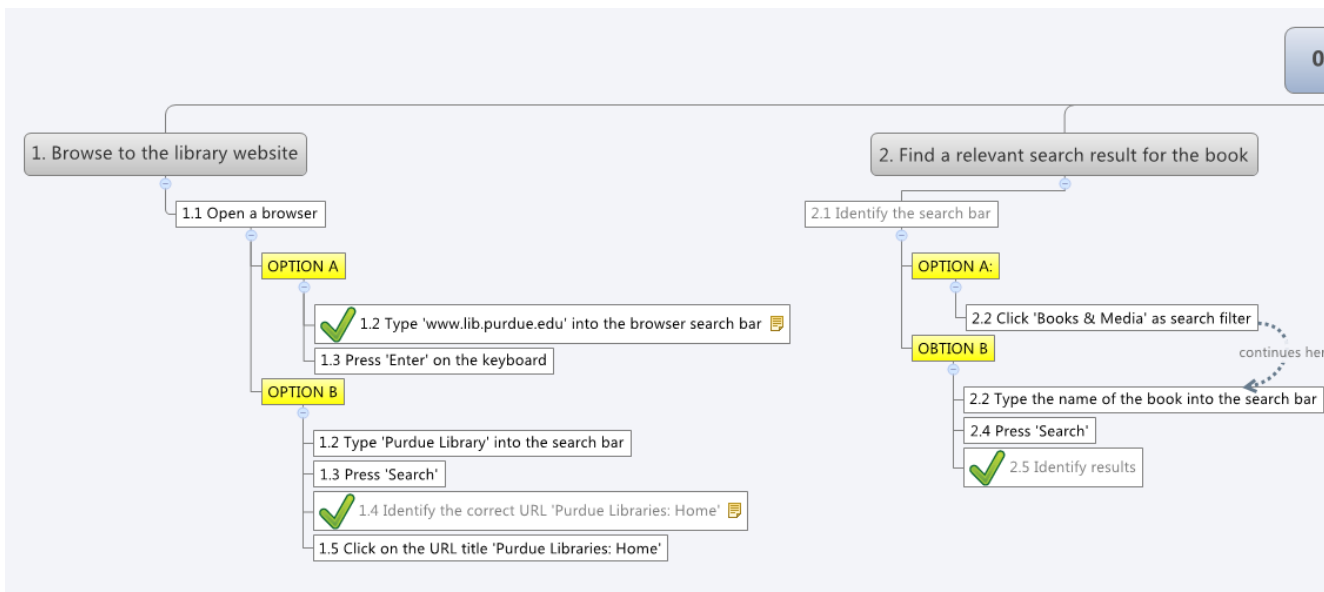 0
1. Browse to the library website
1.1 Open a browser
OPTION A
1.2 Type 'www.lib.purdue.edu' into the browser search bar
1.3 Press 'Enter' on the keyboard
OPTION B
1.2 Type 'Purdue Library' into the search bar
1.3 Press 'Search'
1.4 Identify the correct URL 'Purdue Libraries: Home'
1.5 Click on the URL title 'Purdue Libraries: Home'
2. Find a relevant search result for the book
2.1 Identify the search bar
OPTION A:
2.2 Click 'Books & Media' as search filter
continues her
OBTION B
2.2 Type the name of the book into the search bar
2.4 Press 'Search'
2.5 Identify results